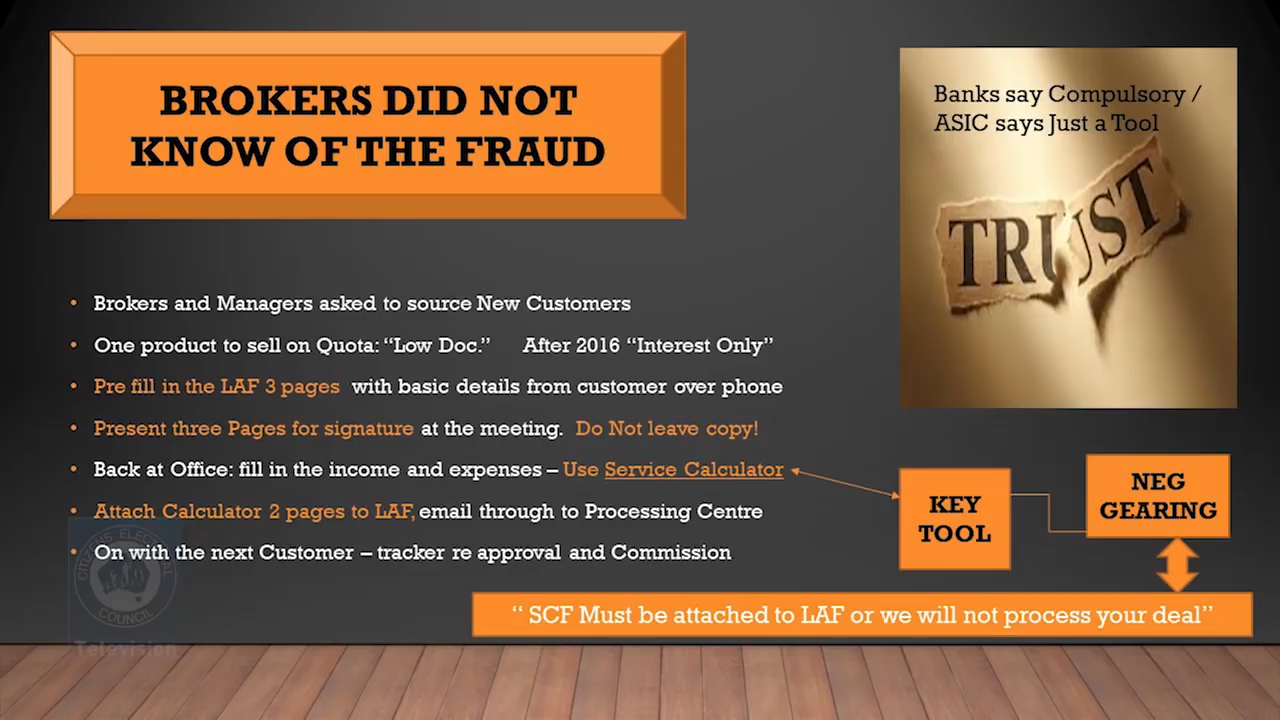 BROKERS DID NOT
KNOW OF THE FRAUD
Banks say Compulsory /
ASIC says Just a Tool
TRUST
• Brokers and Managers asked to source New Customers
• One product to sell on Quota: “Low Doc.” After 2016 “Interest Only”
• Pre fill in the LAF 3 pages with basic details from customer over phone
• Present three Pages for signature at the meeting. Do Not leave copy!
• Back at Office: fill in the income and expenses – Use Service Calculator
• Attach Calculator 2 pages to LAF, email through to Processing Centre
• On with the next Customer – tracker re approval and Commission
KEY
TOOL
NEG
GEARING
“ SCF Must be attached to LAF or we will not process your deal”
CITIZENS ELECTORAL
COUNCIL
Television